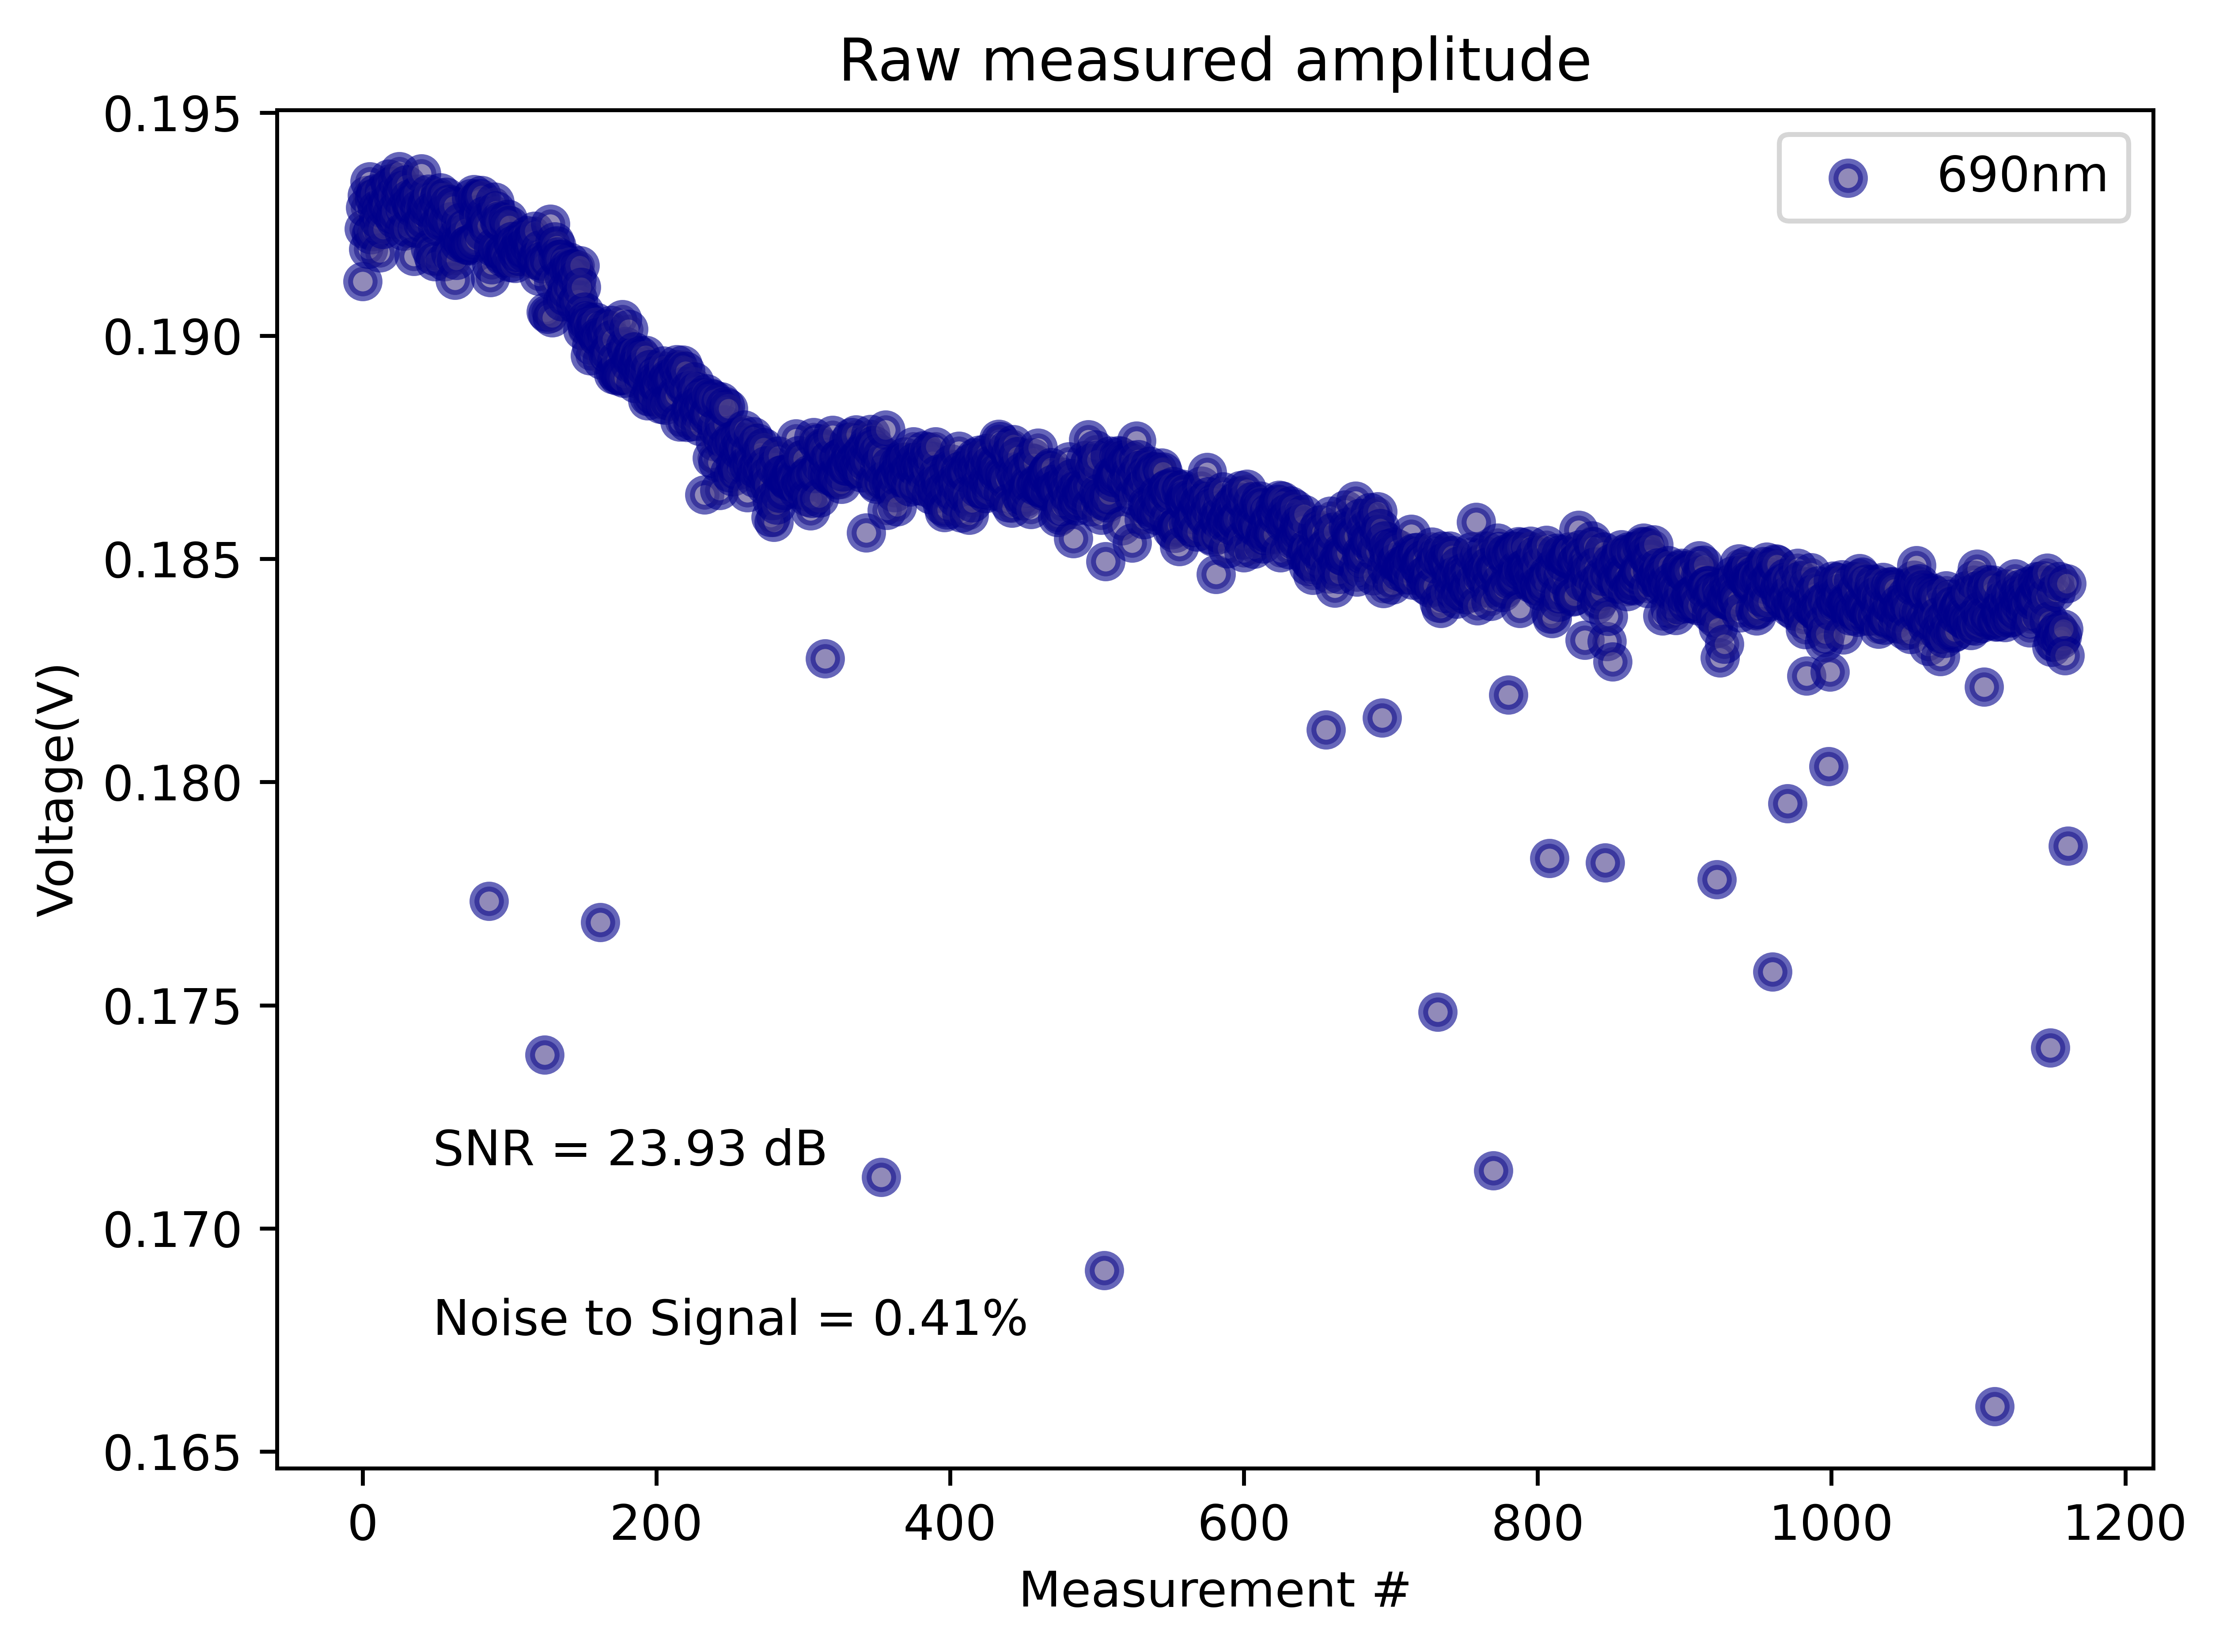 Raw measured amplitude
0.195
0.190
0.185
0.180
0.175
0.170
0.165
Voltage(V)
690nm
SNR = 23.93 dB
Noise to Signal = 0.41%
0 200 400 600 800 1000 1200
Measurement #